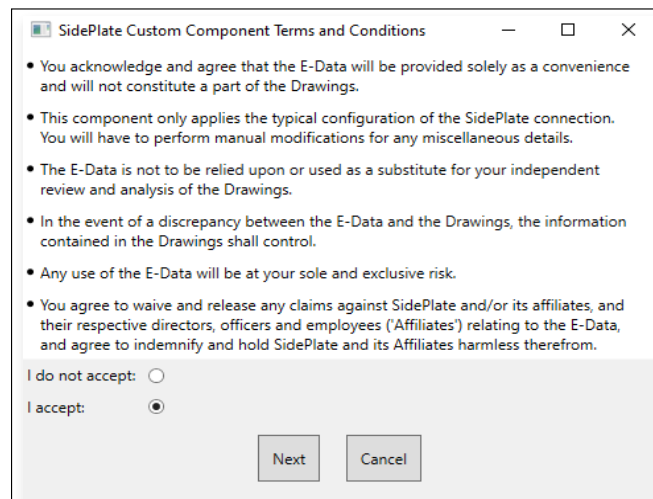 SidePlate Custom Component Terms and Conditions
• You acknowledge and agree that the E-Data will be provided solely as a convenience
and will not constitute a part of the Drawings.
• This component only applies the typical configuration of the SidePlate connection.
You will have to perform manual modifications for any miscellaneous details.
• The E-Data is not to be relied upon or used as a substitute for your independent
review and analysis of the Drawings.
• In the event of a discrepancy between the E-Data and the Drawings, the information
contained in the Drawings shall control.
• Any use of the E-Data will be at your sole and exclusive risk.
• You agree to waive and release any claims against SidePlate and/or its affiliates, and
their respective directors, officers and employees ('Affiliates') relating to the E-Data,
and agree to indemnify and hold SidePlate and its Affiliates harmless therefrom.
I do not accept:
I accept:
Next Cancel